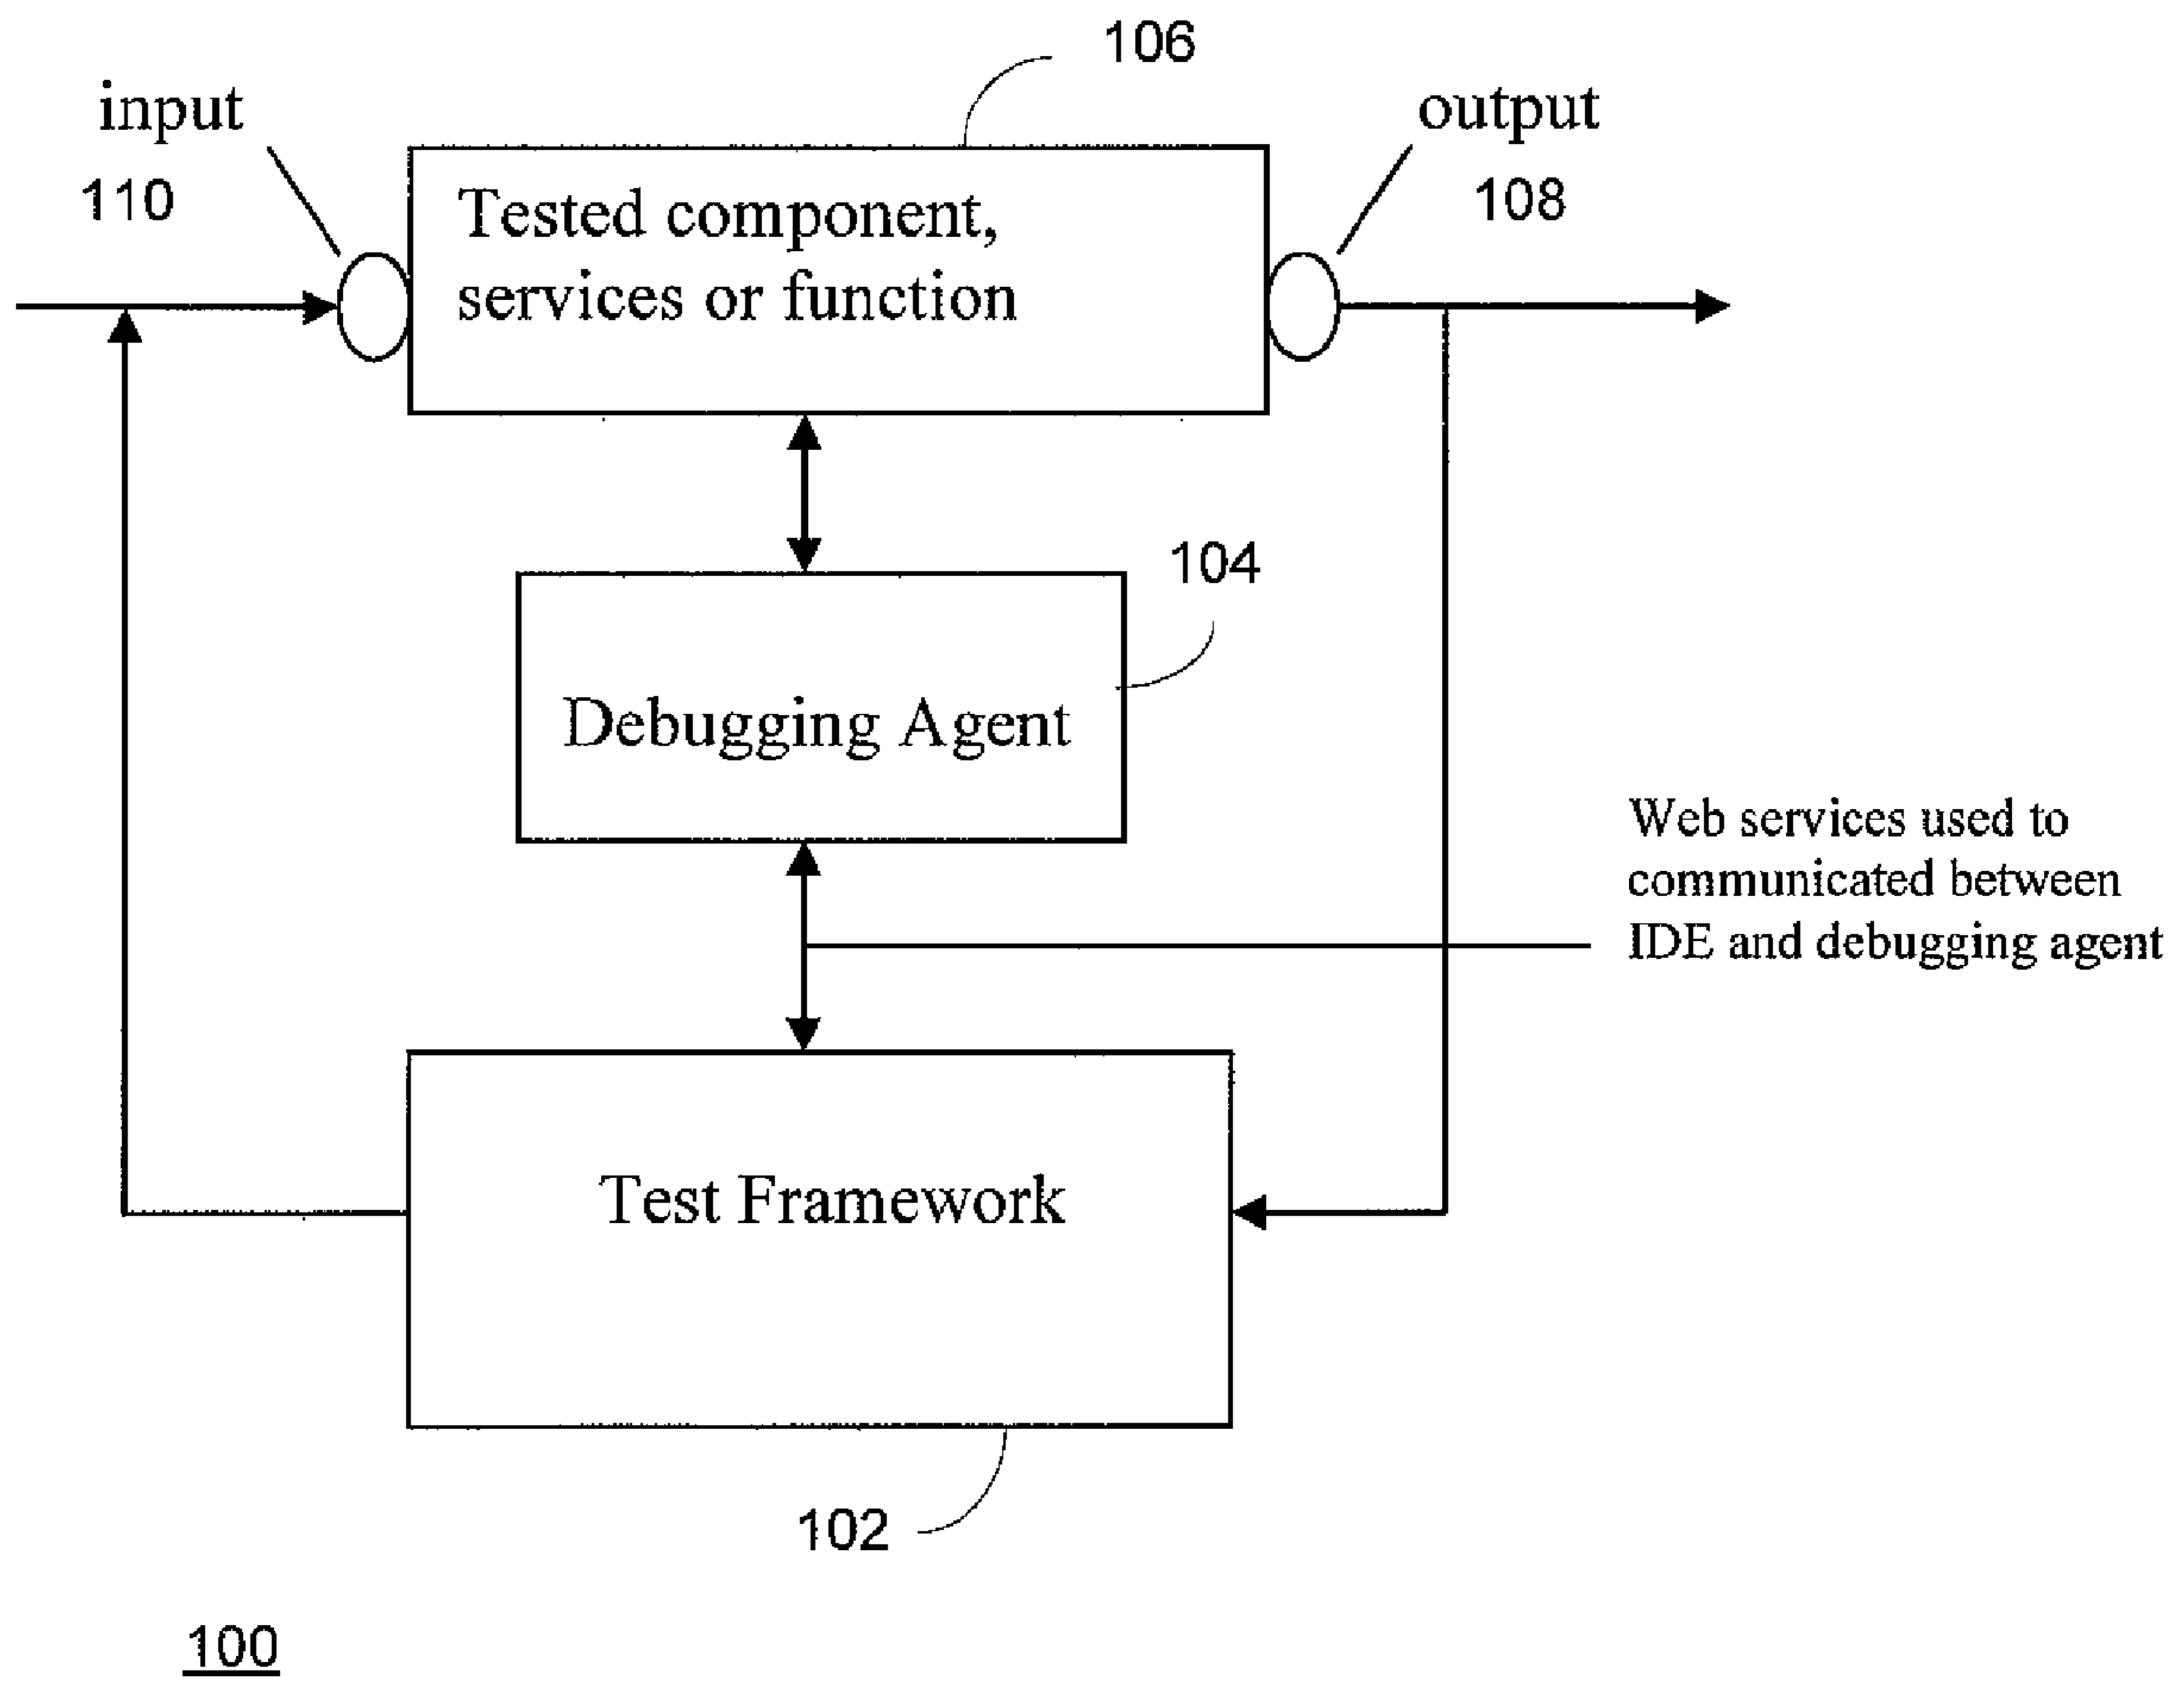 106
input
output
110
108
Tested component,
services or function
104
Debugging Agent
Web services used to
communicated between
IDE and debugging agent
Test Framework
102
100